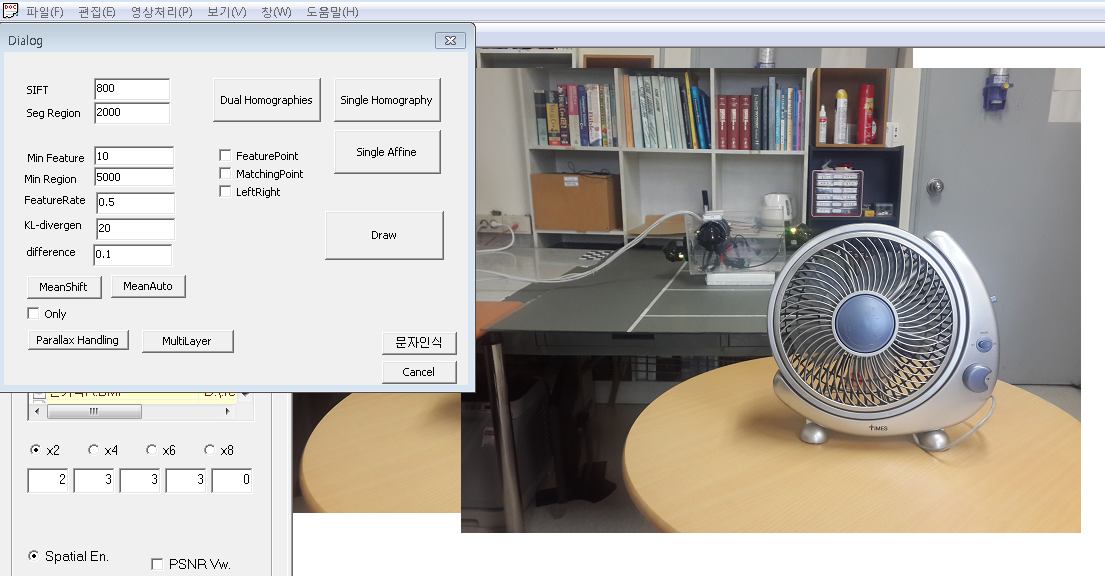 파일(F) 편집(E) 영상처리(P) 보기(V) 창(W) 도움말(H)
Dialog
SIFT 800
Seg Region 2000
Dual Homographies
Single Homography
Single Affine
Min Feature 10
Min Region 5000
FeatureRate 0.5
KL-divergen 20
difference 0.1
FeaturePoint
MatchingPoint
LeftRight
Draw
MeanShift MeanAuto
Only
Parallax Handling MultiLayer
문자인식
Cancel
x2 x4 x6 x8
2 3 3 3 0
Spatial En.
PSNR Vw.
TIMES